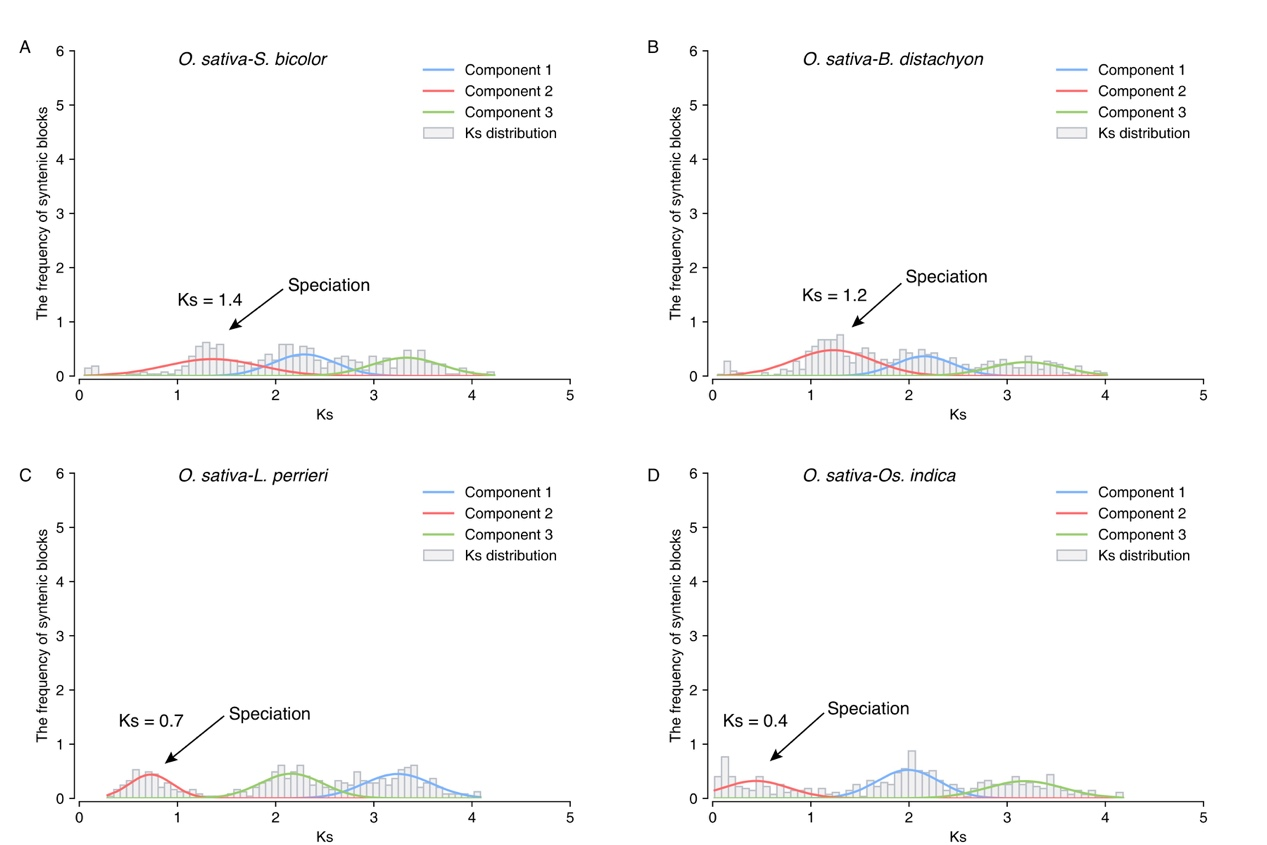 A
O. sativa-S. bicolor
Component 1
Component 2
Component 3
Ks distribution
The frequency of syntenic blocks
6
5
4
3
2
1
0
Speciation
Ks = 1.4
0 1 2 3 4 5
Ks
B
O. sativa-B. distachyon
Component 1
Component 2
Component 3
Ks distribution
The frequency of syntenic blocks
6
5
4
3
2
1
0
Speciation
Ks = 1.2
0 1 2 3 4 5
Ks
C
O. sativa-L. perrieri
Component 1
Component 2
Component 3
Ks distribution
The frequency of syntenic blocks
6
5
4
3
2
1
0
Speciation
Ks = 0.7
0 1 2 3 4 5
Ks
D
O. sativa-Os. indica
Component 1
Component 2
Component 3
Ks distribution
The frequency of syntenic blocks
6
5
4
3
2
1
0
Speciation
Ks = 0.4
0 1 2 3 4 5
Ks